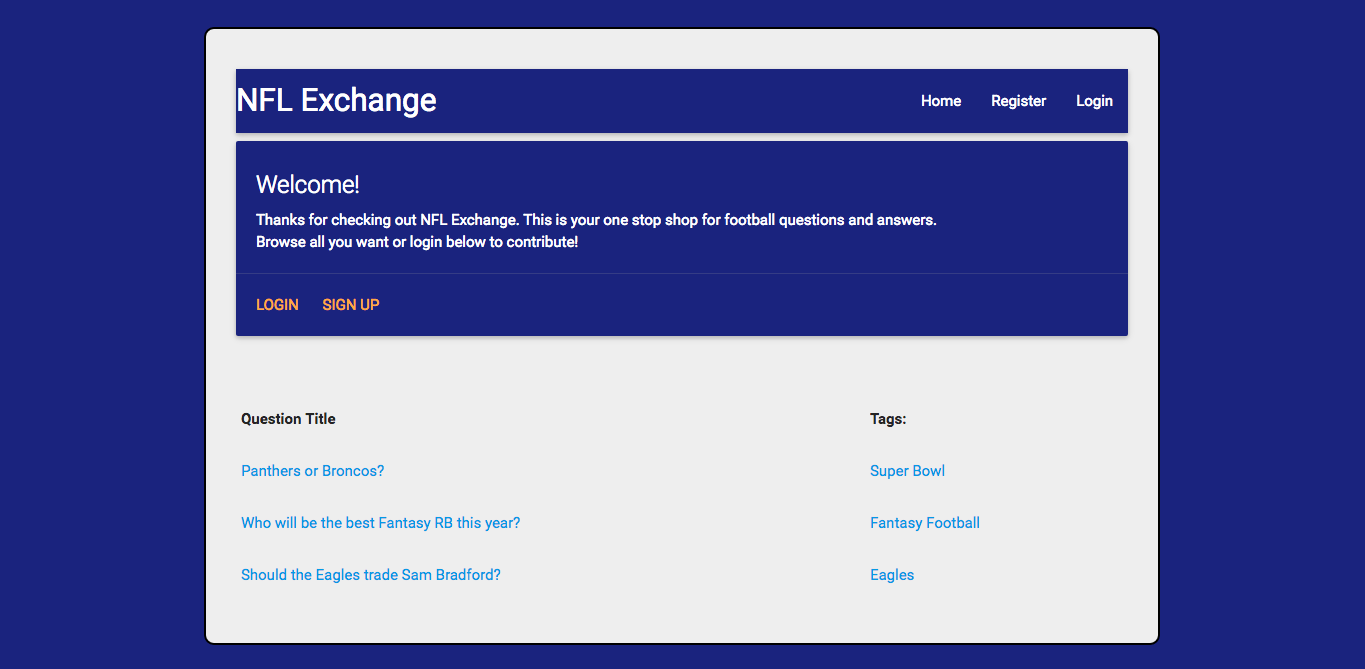 NFL Exchange
Home Register Login
Welcome!
Thanks for checking out NFL Exchange. This is your one stop shop for football questions and answers.
Browse all you want or login below to contribute!
LOGIN SIGN UP
Question Title Tags:
Panthers or Broncos? Super Bowl
Who will be the best Fantasy RB this year? Fantasy Football
Should the Eagles trade Sam Bradford? Eagles